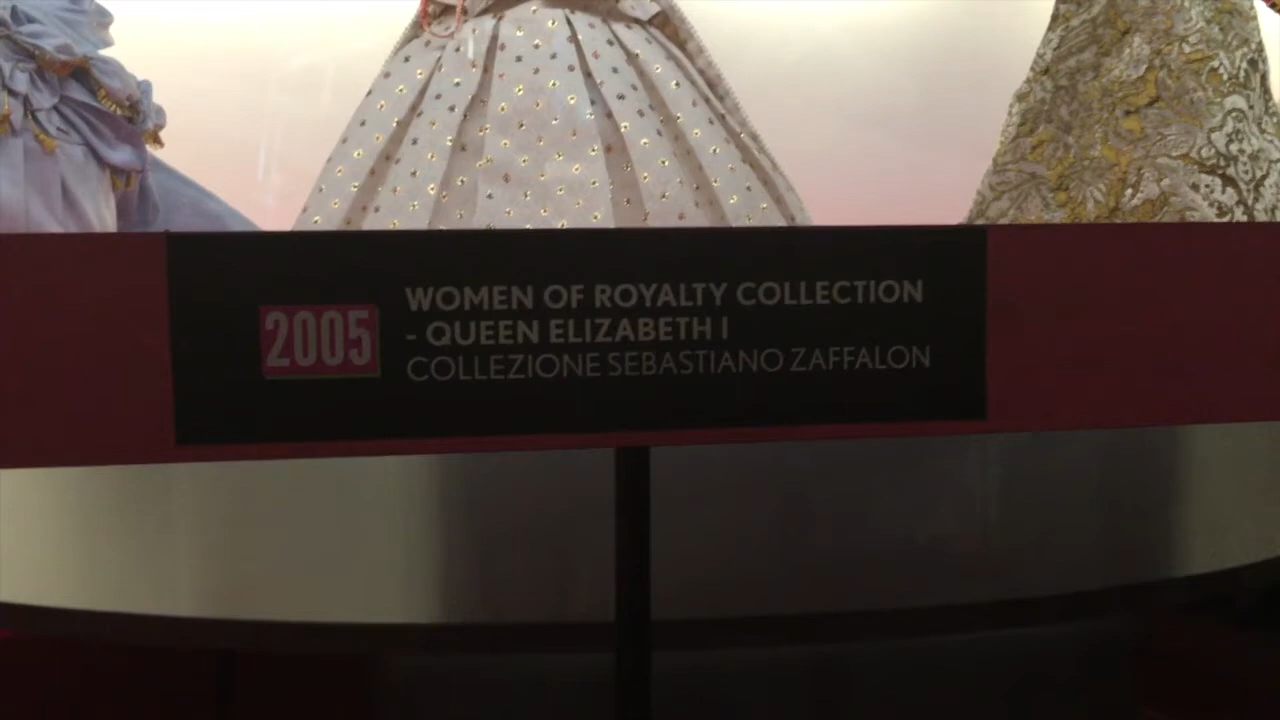 2005
WOMEN OF ROYALTY COLLECTION
- QUEEN ELIZABETH I
COLLEZIONE SEBASTIANO ZAFFALON